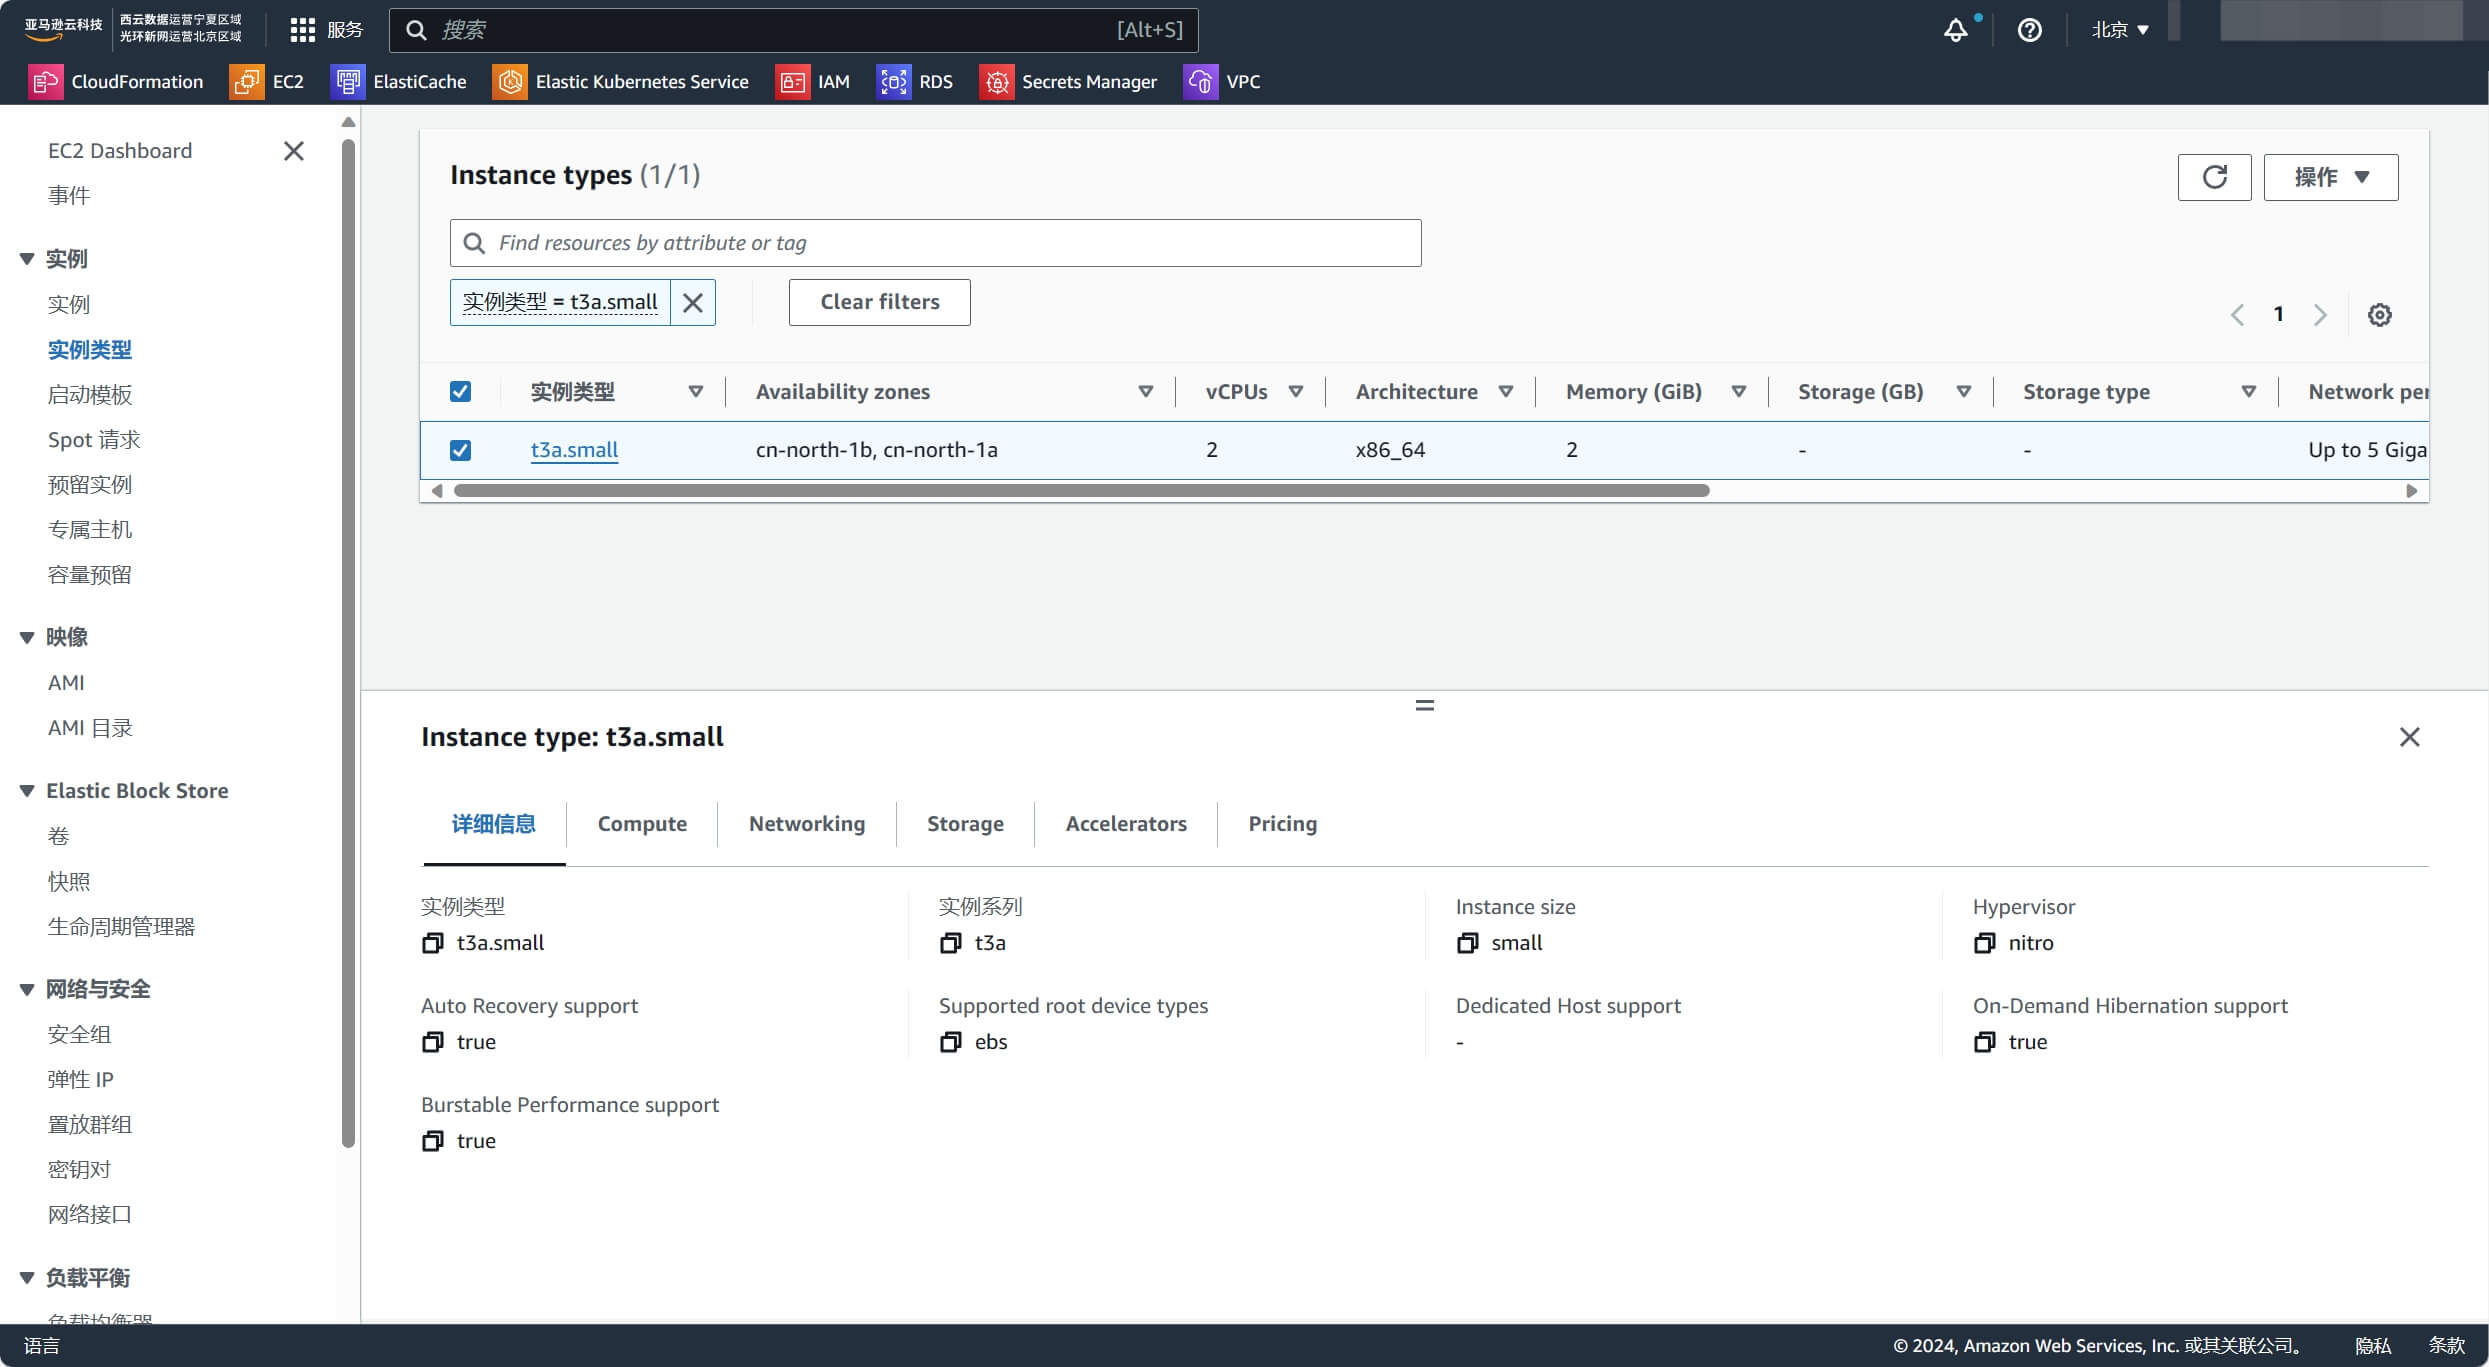 亚马逊云科技
西云数据运营宁夏区域
光环新网运营北京区域
服务
搜索
[Alt+S]
北京
CloudFormation
EC2
ElastiCache
Elastic Kubernetes Service
IAM
RDS
Secrets Manager
VPC
EC2 Dashboard
事件
实例
实例
实例类型
启动模板
Spot 请求
预留实例
专属主机
容量预留
映像
AMI
AMI 目录
Elastic Block Store
卷
快照
生命周期管理器
网络与安全
安全组
弹性 IP
置放群组
密钥对
网络接口
负载平衡
负载均衡器
Instance types (1/1)
操作
Find resources by attribute or tag
实例类型 = t3a.small
Clear filters
1
实例类型 Availability zones vCPUs Architecture Memory (GiB) Storage (GB) Storage type Network per
t3a.small cn-north-1b, cn-north-1a 2 x86_64 2 - - Up to 5 Giga
Instance type: t3a.small
详细信息 Compute Networking Storage Accelerators Pricing
实例类型
t3a.small
实例系列
t3a
Instance size
small
Hypervisor
nitro
Auto Recovery support
true
Supported root device types
ebs
Dedicated Host support
-
On-Demand Hibernation support
true
Burstable Performance support
true
语言
© 2024, Amazon Web Services, Inc. 或其关联公司。
隐私
条款